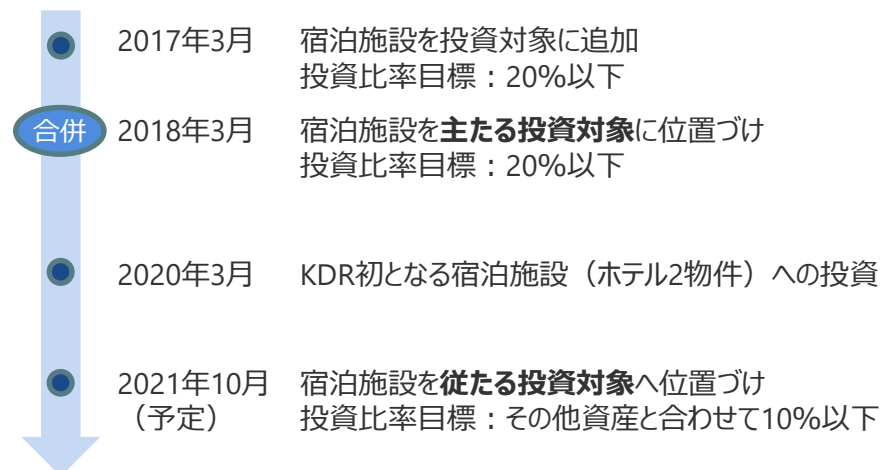 2017年3月 宿泊施設を投資対象に追加
投資比率目標：20％以下
合併 2018年3月 宿泊施設を主たる投資対象に位置づけ
投資比率目標：20％以下
2020年3月 KDR初となる宿泊施設（ホテル2物件）への投資
2021年10月 宿泊施設を従たる投資対象へ位置づけ
（予定） 投資比率目標：その他資産と合わせて10％以下